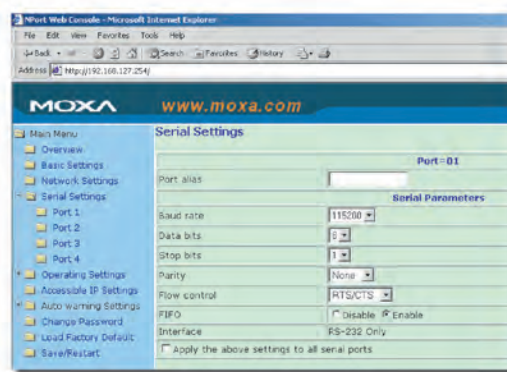 NPort Web Console - Microsoft Internet Explorer
File Edit View Favorites Tools Help
Back Search Favorites History
Address http://192.168.127.254/
MOXA www.moxa.com
Main Menu
Overview
Basic Settings
Network Settings
Serial Settings
Port 1
Port 2
Port 3
Port 4
Operating Settings
Accessible IP Settings
Auto warning Settings
Change Password
Load Factory Default
Save/Restart
Serial Settings
Port=01
Port alias
Serial Parameters
Baud rate 115200
Data bits 8
Stop bits 1
Parity None
Flow control RTS/CTS
FIFO Disable Enable
Interface RS-232 Only
Apply the above settings to all serial ports